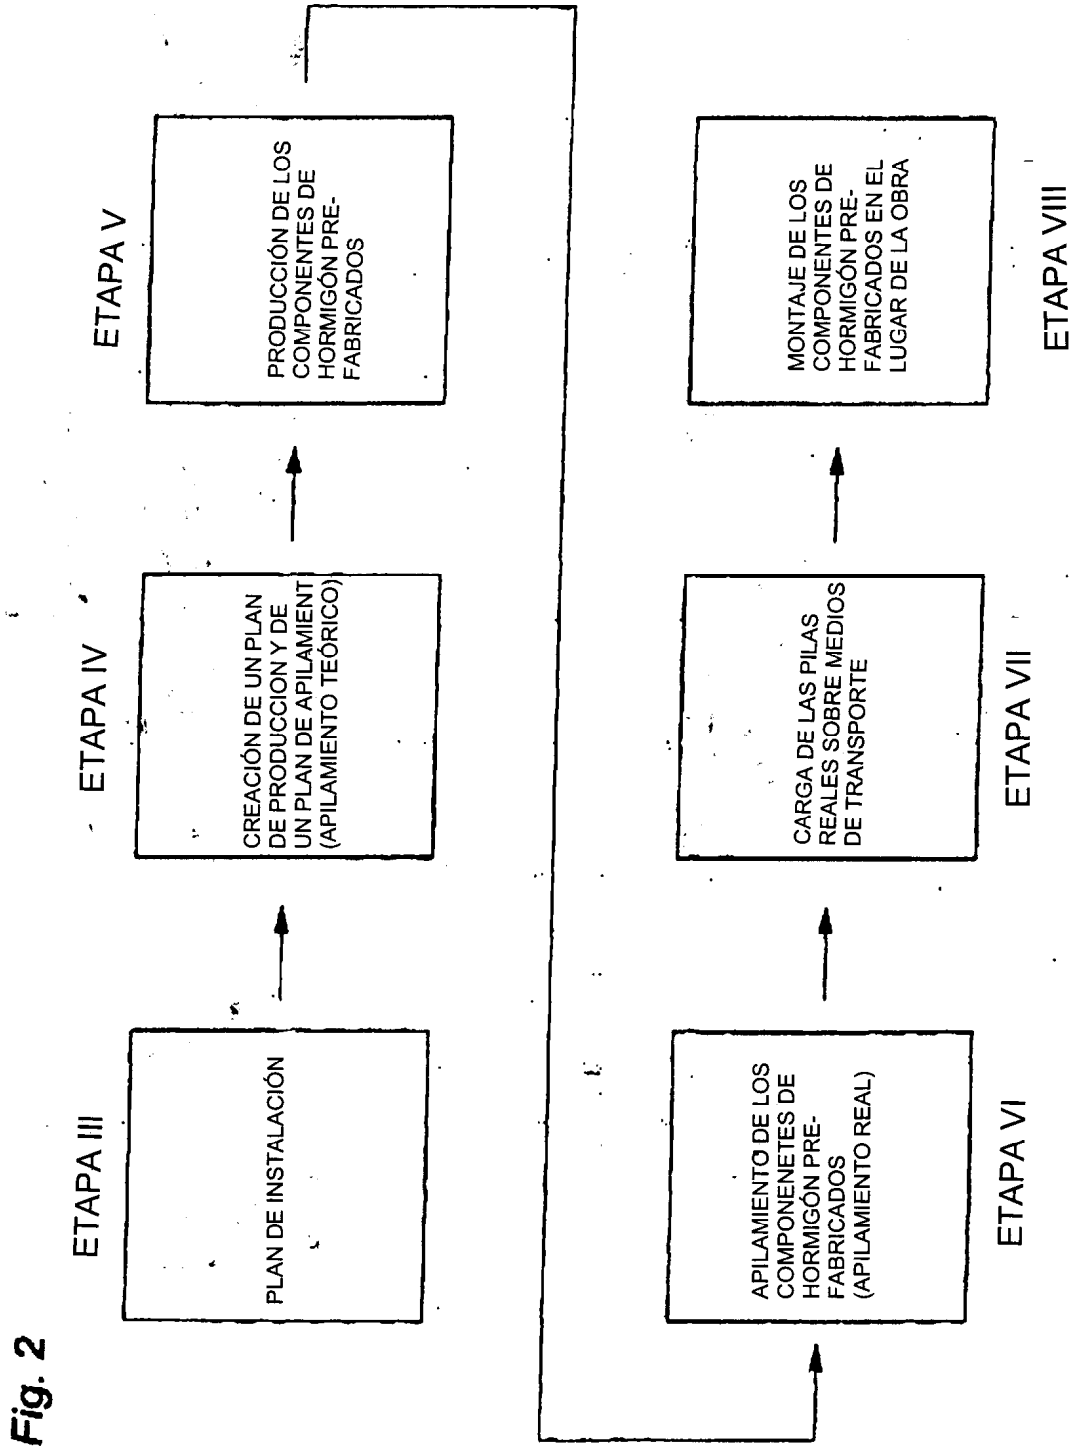 Fig. 2
ETAPA III
PLAN DE INSTALACIÓN
ETAPA IV
CREACIÓN DE UN PLAN
DE PRODUCCION Y DE
UN PLAN DE APILAMIENT
(APILAMIENTO TEÓRICO)
ETAPA V
PRODUCCIÓN DE LOS
COMPONENTES DE
HORMIGÓN PRE-
FABRICADOS
APILAMIENTO DE LOS
COMPONENETES DE
HORMIGÓN PRE-
FABRICADOS
(APILAMIENTO REAL)
ETAPA VI
CARGA DE LAS PILAS
REALES SOBRE MEDIOS
DE TRANSPORTE
ETAPA VII
MONTAJE DE LOS
COMPONENTES DE
HORMIGÓN PRE-
FABRICADOS EN EL
LUGAR DE LA OBRA
ETAPA VIII